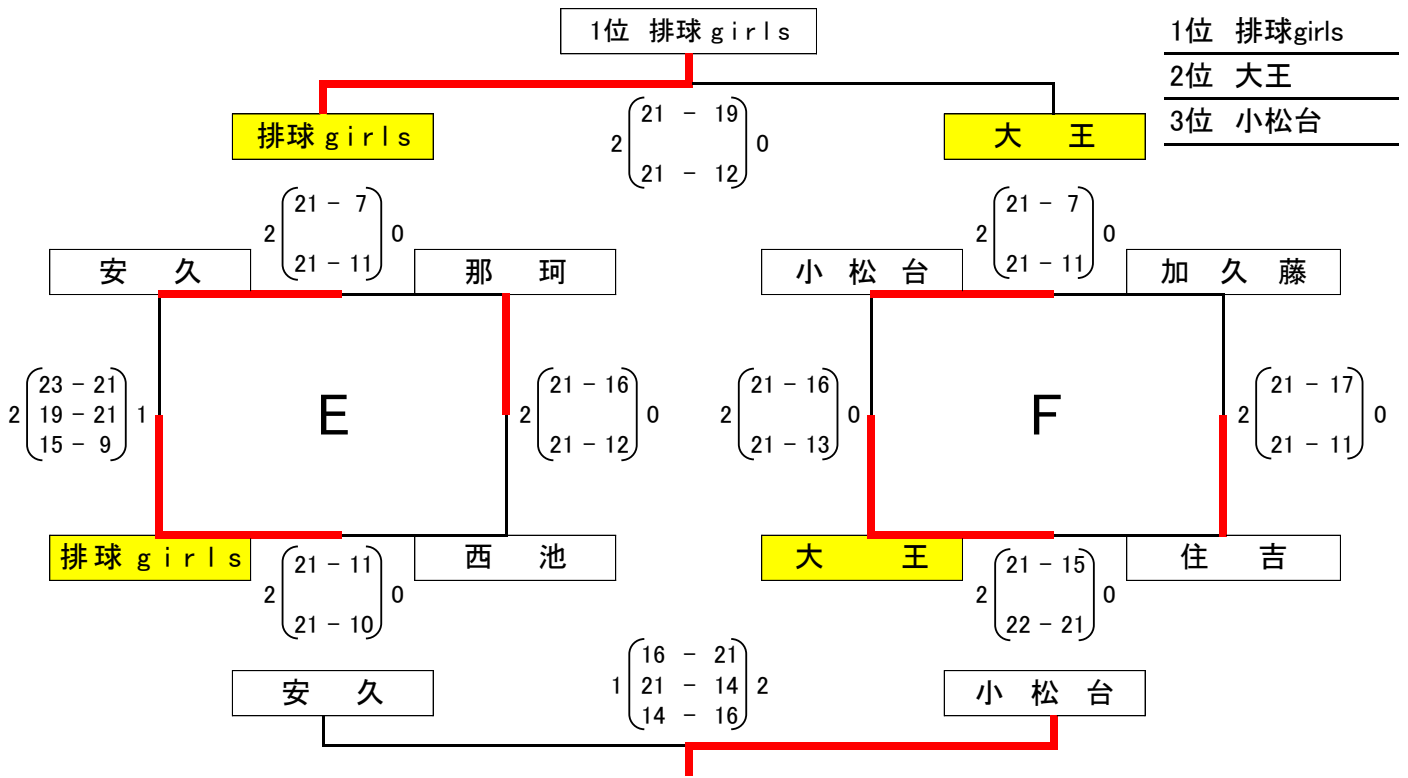 1位 排球girls
1位 排球girls
2位 大王
3位 小松台
排球girls
2 21 - 19 0
21 - 12
大 王
2 21 - 7 0
21 - 11
2 21 - 7 0
21 - 11
安 久
那 珂
小 松 台
加 久 藤
23 - 21
2 19 - 21 1
15 - 9
E
21 - 16
2 0
21 - 12
21 - 16
2 0
21 - 13
F
21 - 17
2 0
21 - 11
排球girls
西 池
大 王
住 吉
21 - 11
2 0
21 - 10
21 - 15
2 0
22 - 21
安 久
16 - 21
1 21 - 14 2
14 - 16
小 松 台